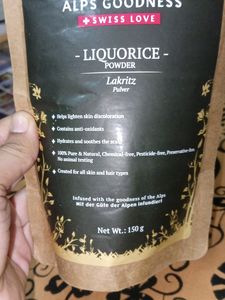 ALPS GOODNESS
SWISS LOVE
- LIQUORICE -
POWDER
Lakritz
Pulver
Helps lighten skin discoloration
Contains anti-oxidants
Hydrates and soothes the scalp
100% Pure & Natural, Chemical-free, Pesticide-free, Preservative-free
No animal testing
Created for all skin and hair types
Infused with the goodness of the Alps
Mit der Güte der Alpen infundiert!
Net Wt.: 150 g